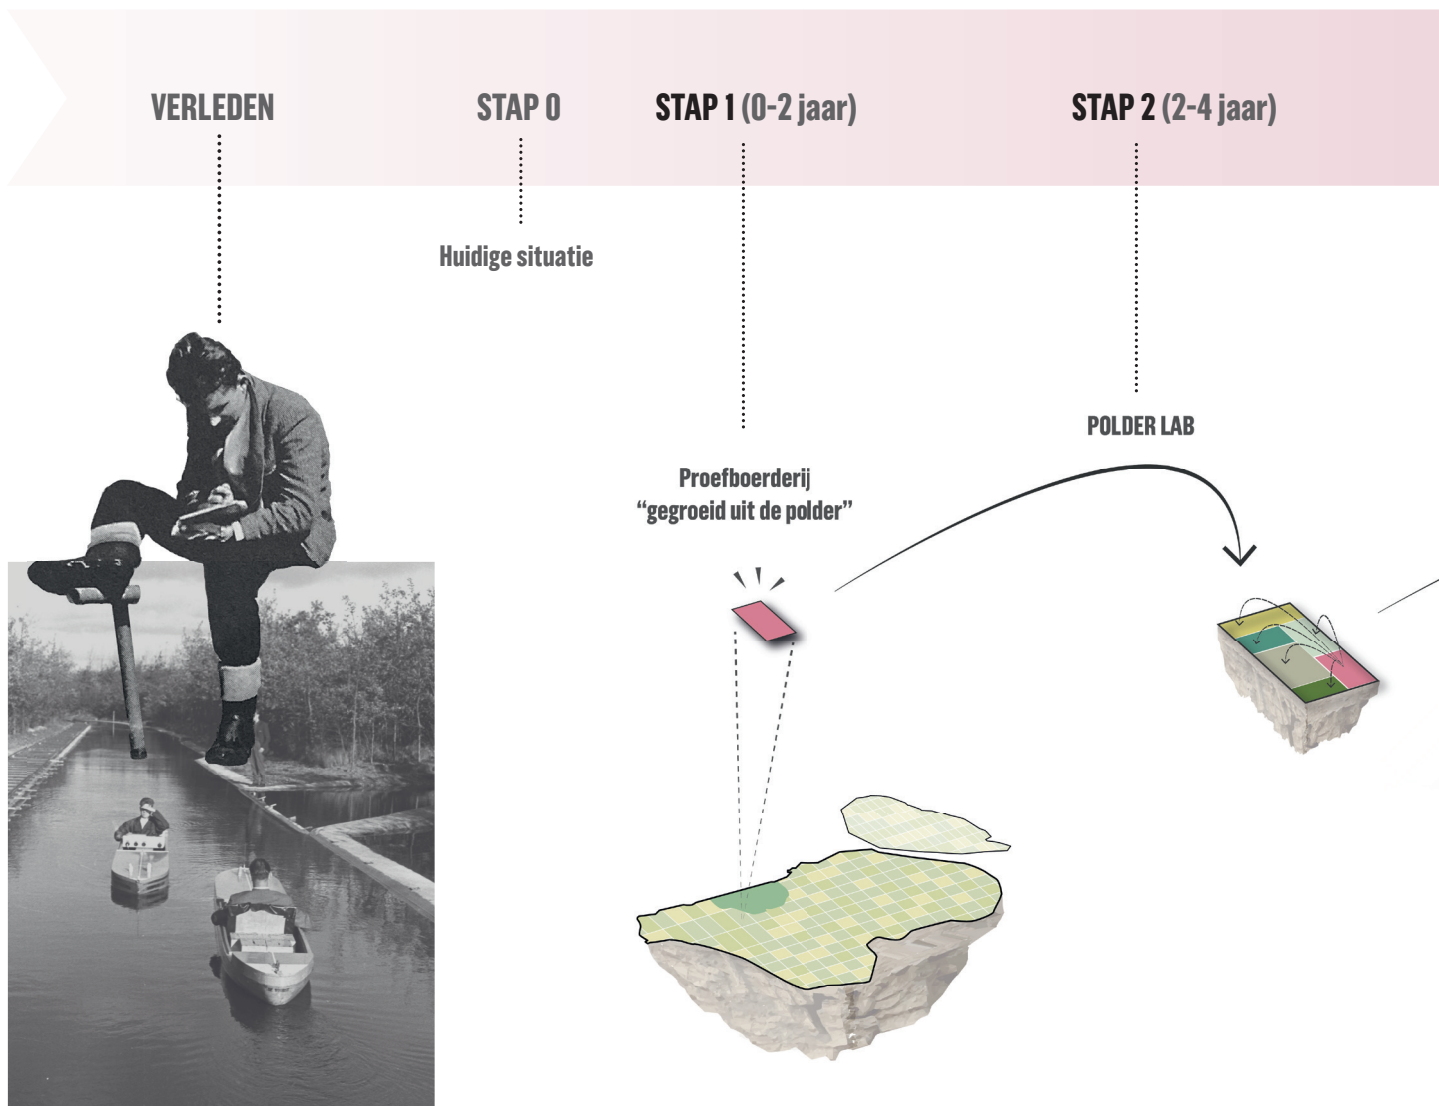 VERLEDEN
STAP 0
STAP 1 (0-2 jaar)
STAP 2 (2-4 jaar)
Huidige situatie
POLDER LAB
Proefboerderij
“gegroeid uit de polder”